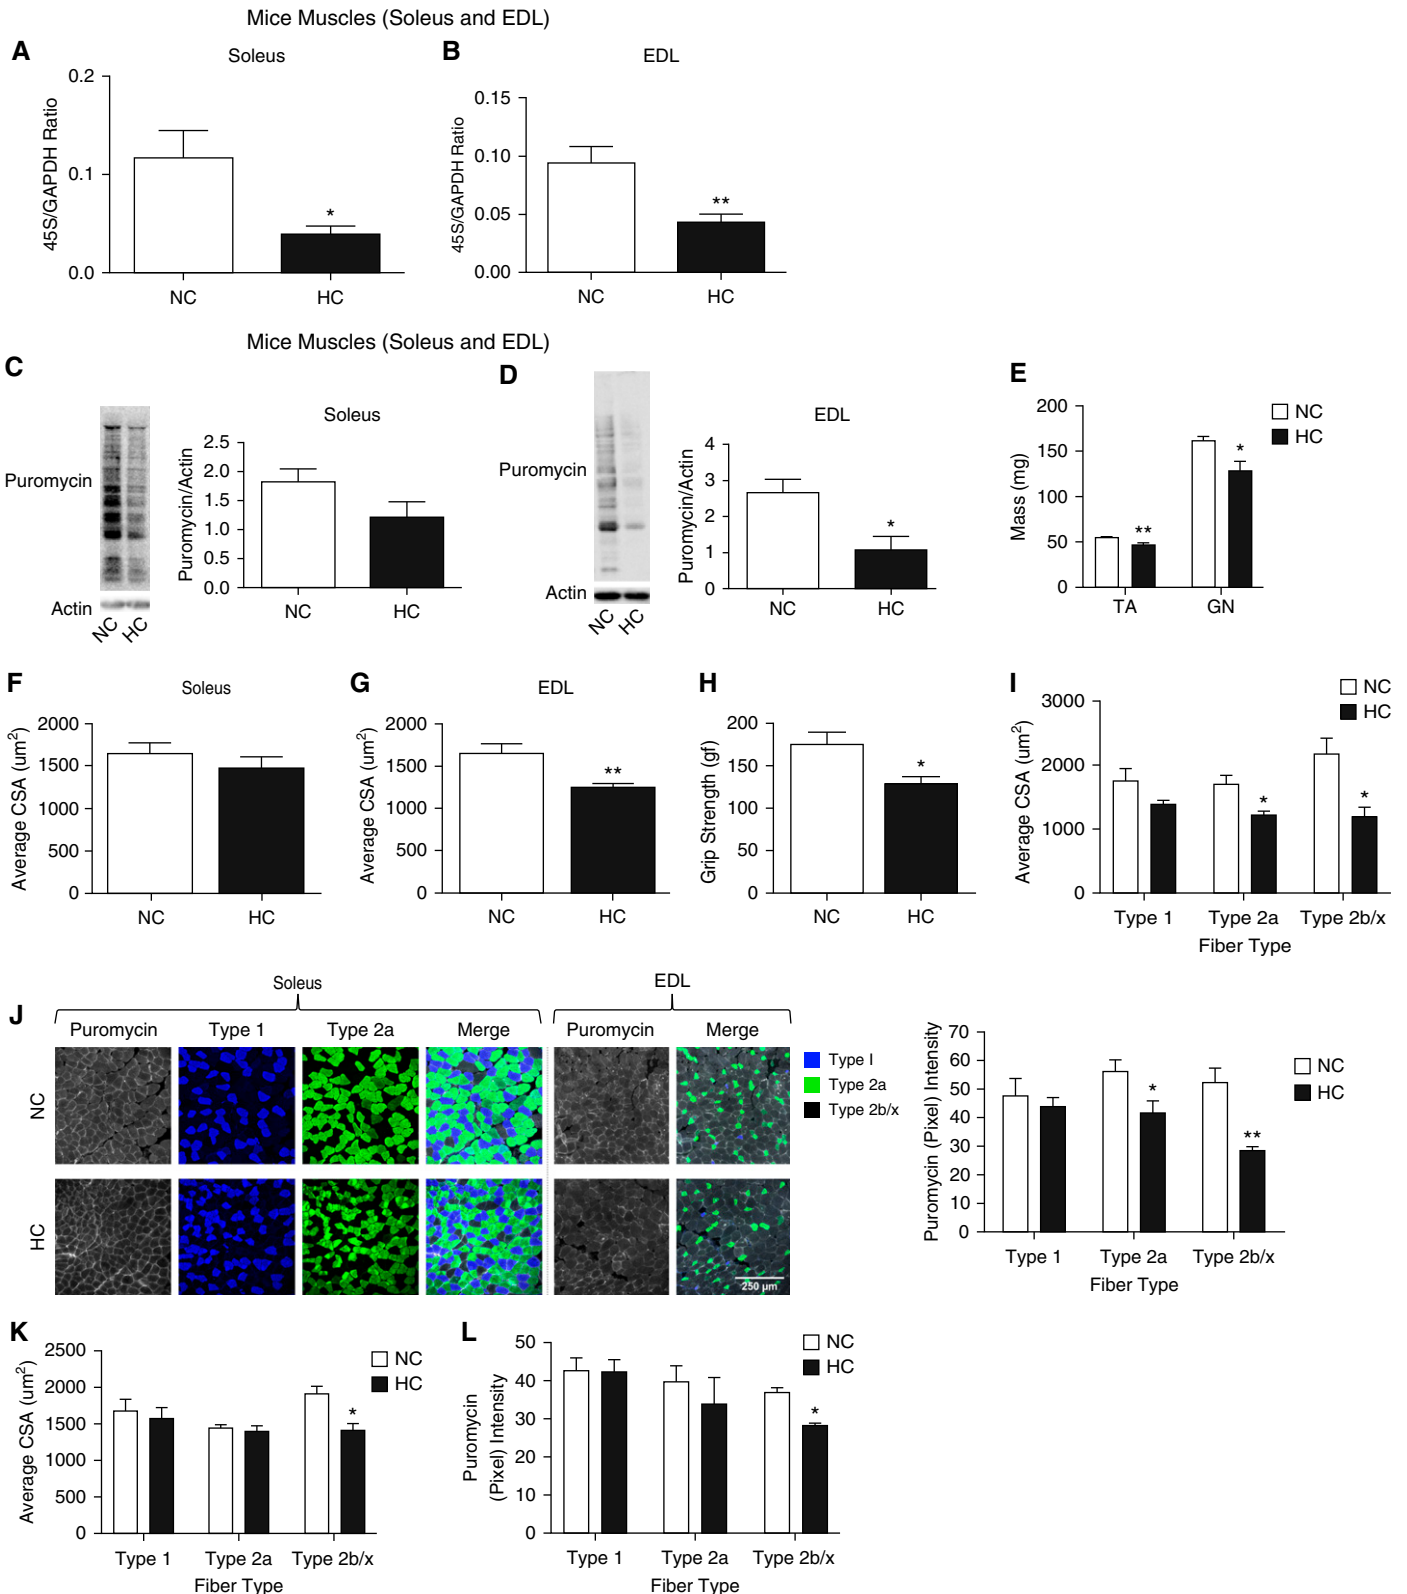 Mice Muscles (Soleus and EDL)
A
Soleus
45S/GAPDH Ratio
0.2
0.1
0.0
*
NC
HC
B
EDL
45S/GAPDH Ratio
0.15
0.10
0.05
0.00
**
NC
HC
Mice Muscles (Soleus and EDL)
C
Puromycin
Actin
NC
HC
Soleus
Puromycin/Actin
2.5
2.0
1.5
1.0
0.5
0.0
NC
HC
D
Puromycin
Actin
NC
HC
EDL
Puromycin/Actin
4
3
2
1
0
*
NC
HC
E
NC
HC
Mass (mg)
200
150
100
50
0
**
*
TA
GN
F
Soleus
Average CSA (um2)
2000
1500
1000
500
0
NC
HC
G
EDL
Average CSA (um2)
2000
1500
1000
500
0
**
NC
HC
H
Grip Strength (gf)
200
150
100
50
0
*
NC
HC
I
NC
HC
Average CSA (um2)
3000
2000
1000
0
*
*
Type 1
Type 2a
Type 2b/x
Fiber Type
J
Soleus
EDL
Puromycin
Type 1
Type 2a
Merge
Puromycin
Merge
NC
HC
250 µm
Type I
Type 2a
Type 2b/x
Puromycin (Pixel) Intensity
70
60
50
40
30
20
10
0
NC
HC
*
**
Type 1
Type 2a
Type 2b/x
Fiber Type
K
Average CSA (um2)
2500
2000
1500
1000
500
0
NC
HC
*
Type 1
Type 2a
Type 2b/x
Fiber Type
L
Puromycin
(Pixel) Intensity
50
40
30
20
10
0
NC
HC
*
Type 1
Type 2a
Type 2b/x
Fiber Type